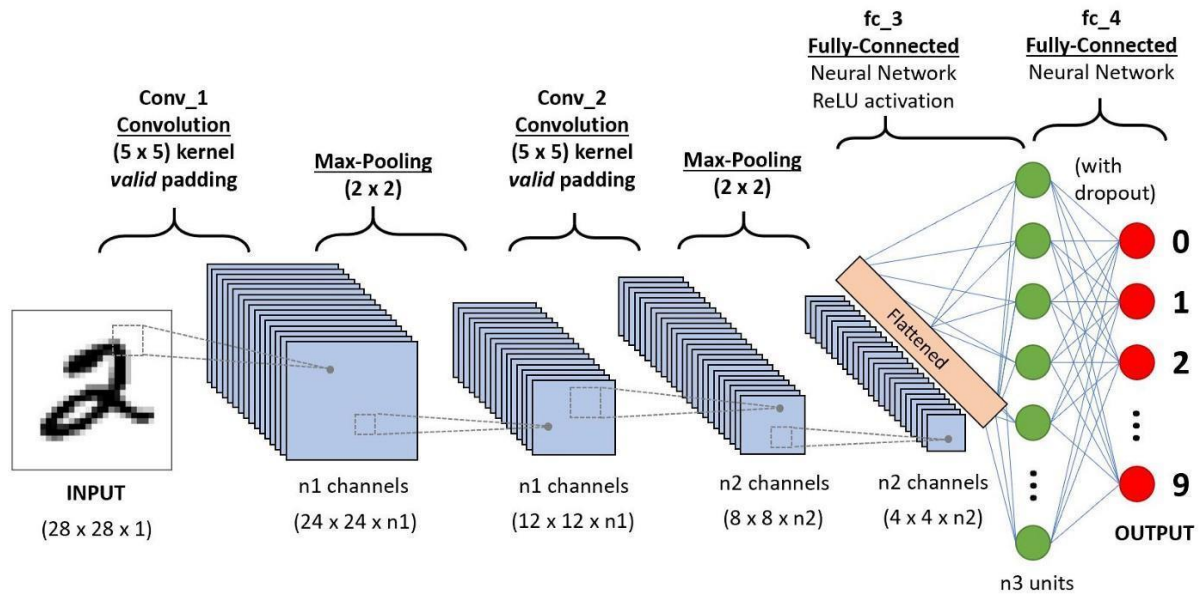 fc_3
Fully-Connected
Neural Network
ReLU activation
fc_4
Fully-Connected
Neural Network
Conv_1
Convolution
(5 x 5) kernel
valid padding
Max-Pooling
(2 x 2)
Conv_2
Convolution
(5 x 5) kernel
valid padding
Max-Pooling
(2 x 2)
(with
dropout)
Flattened
0
1
2
9
INPUT
(28 x 28 x 1)
n1 channels
(24 x 24 x n1)
n1 channels
(12 x 12 x n1)
n2 channels
(8 x 8 x n2)
n2 channels
(4 x 4 x n2)
OUTPUT
n3 units